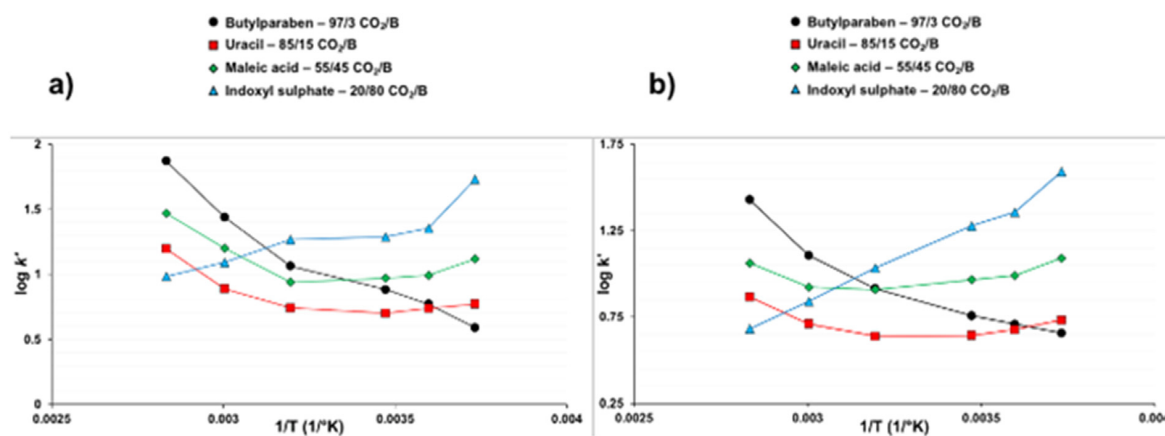 Butylparaben – 97/3 CO₂/B
Uracil – 85/15 CO₂/B
Maleic acid – 55/45 CO₂/B
Indoxyl sulphate – 20/80 CO₂/B
a)
2
1.5
1
0.5
0
log k'
0.0025
0.003
0.0035
0.004
1/T (1/°K)
Butylparaben – 97/3 CO₂/B
Uracil – 85/15 CO₂/B
Maleic acid – 55/45 CO₂/B
Indoxyl sulphate – 20/80 CO₂/B
b)
1.75
1.25
0.75
0.25
log k'
0.0025
0.003
0.0035
0.004
1/T (1/°K)